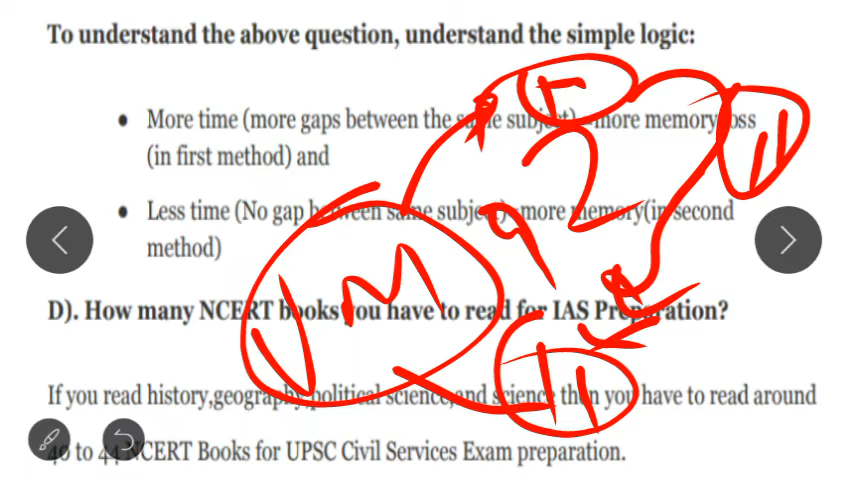 To understand the above question, understand the simple logic:
• More time (more gaps between the same subject) -more memory loss
(in first method) and
• Less time (No gap between same subject)-more memory(in second
method)
D). How many NCERT books you have to read for IAS Preparation?
If you read history,geography,political science,and science then you have to read around
40 to 44 NCERT Books for UPSC Civil Services Exam preparation.